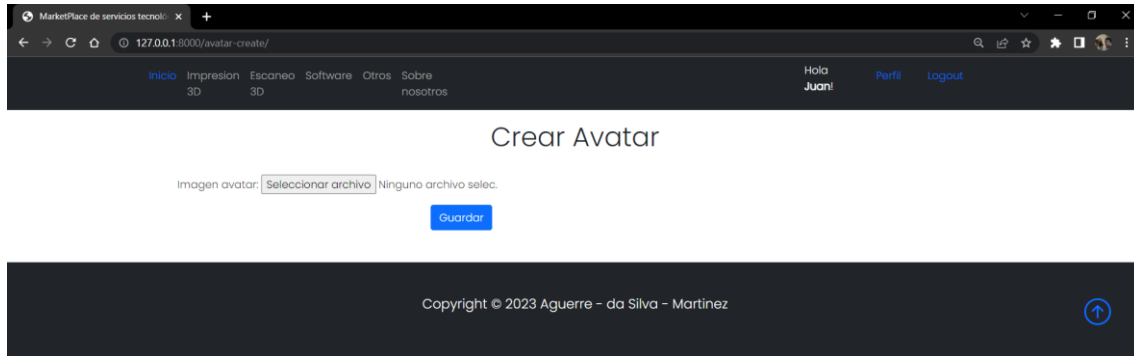 MarketPlace de servicios tecnoló
127.0.0.1:8000/avatar-create/
Inicio Impresion 3D Escaneo 3D Software Otros Sobre nosotros
Hola Juan! Perfil Logout
Crear Avatar
Imagen avatar: Seleccionar archivo Ninguno archivo selec.
Guardar
Copyright © 2023 Aguerre - da Silva - Martinez